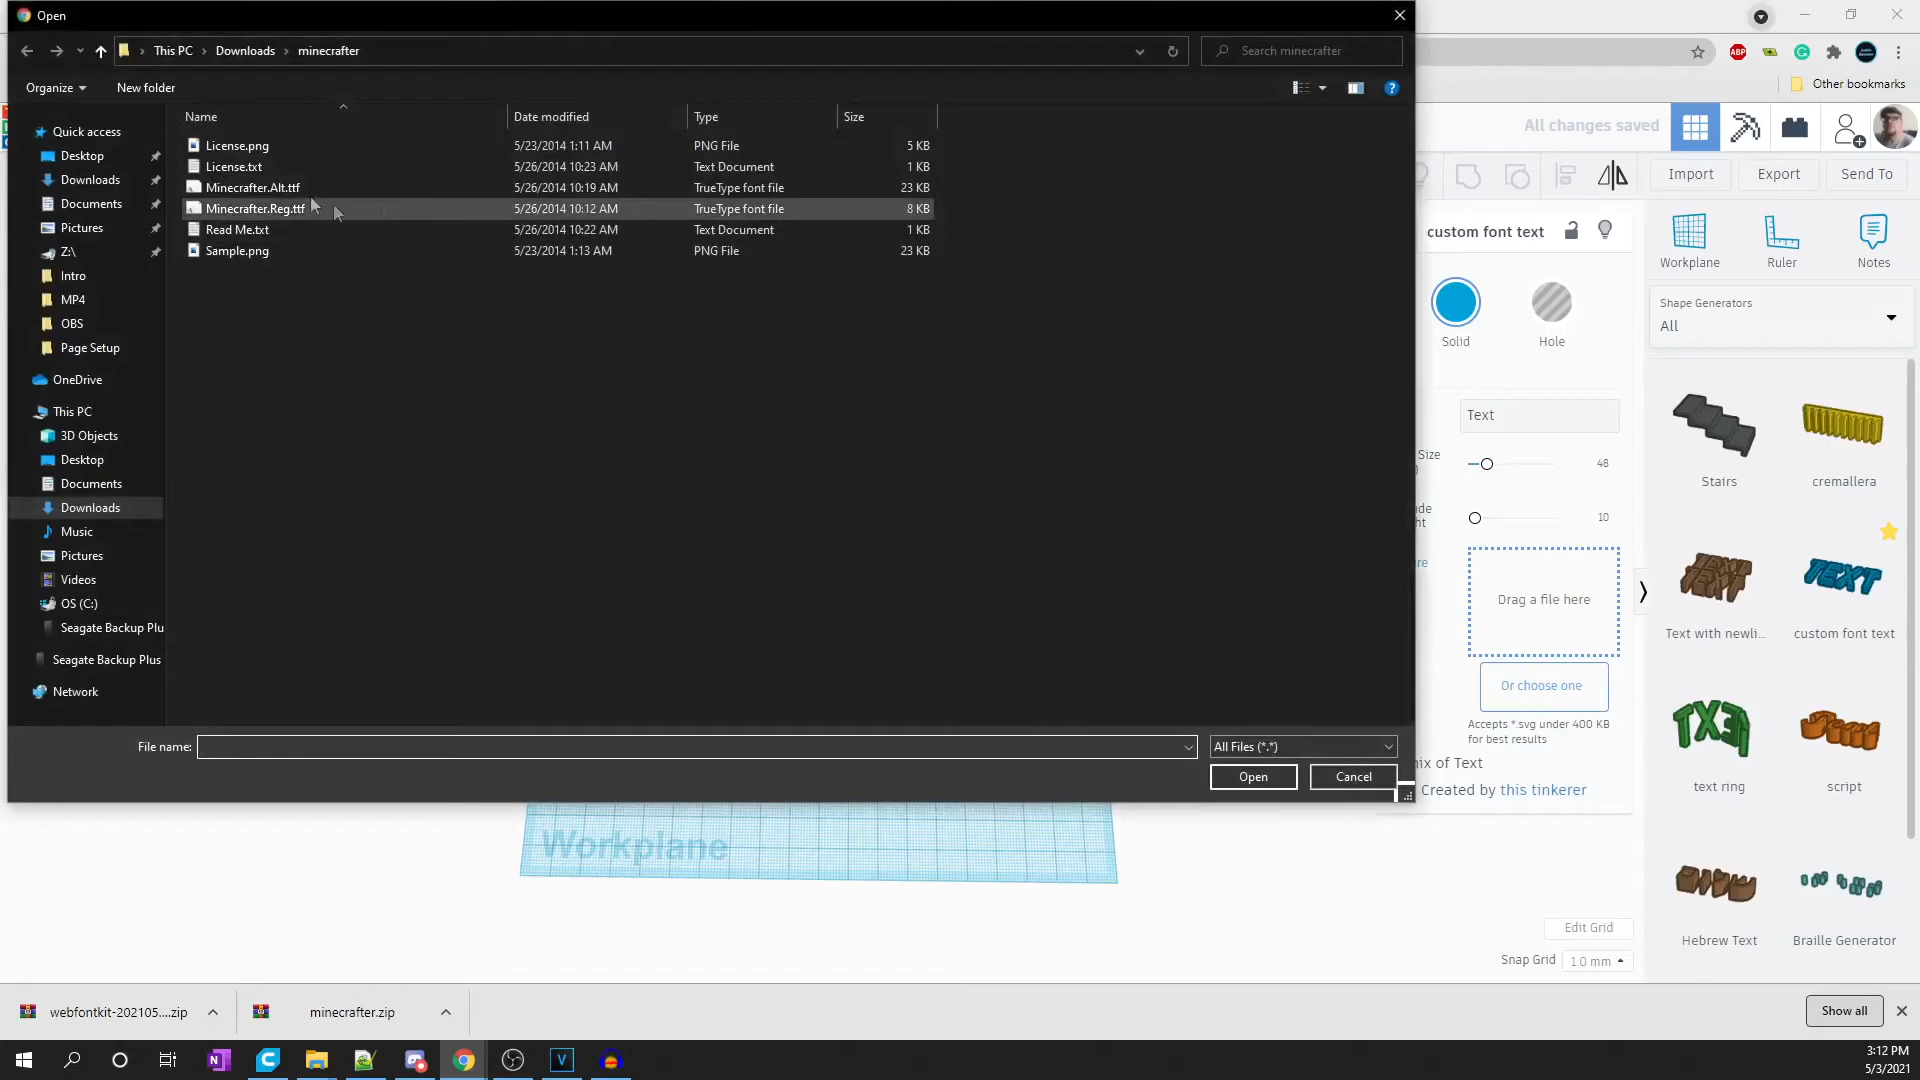 Open
This PC
Downloads
minecrafter
Search minecrafter
Organize
New folder
Name
Date modified
Type
Size
License.png
5/23/2014 1:11 AM
PNG File
5 KB
License.txt
5/26/2014 10:23 AM
Text Document
1 KB
Minecrafter.Alt.ttf
5/26/2014 10:19 AM
TrueType font file
23 KB
Minecrafter.Reg.ttf
5/26/2014 10:12 AM
TrueType font file
8 KB
Read Me.txt
5/26/2014 10:22 AM
Text Document
1 KB
Sample.png
5/23/2014 1:13 AM
PNG File
23 KB
Quick access
Desktop
Downloads
Documents
Pictures
Z:\
Intro
MP4
OBS
Page Setup
OneDrive
This PC
3D Objects
Desktop
Documents
Downloads
Music
Pictures
Videos
OS (C:)
Seagate Backup Plu
Seagate Backup Plus
Network
File name:
All Files (*.*)
Open
Cancel
ABP
Other bookmarks
All changes saved
Import
Export
Send To
custom font text
Solid
Hole
Text
Size
48
10
Drag a file here
Or choose one
Accepts *.svg under 400 KB
for best results
of Text
Created by this tinkerer
Workplane
Ruler
Notes
Shape Generators
All
Stairs
cremallera
Text with newli...
custom font text
text ring
script
Hebrew Text
Braille Generator
Workplane
Edit Grid
Snap Grid
1.0 mm
webfontkit-202105....zip
minecrafter.zip
Show all
3:12 PM
5/3/2021